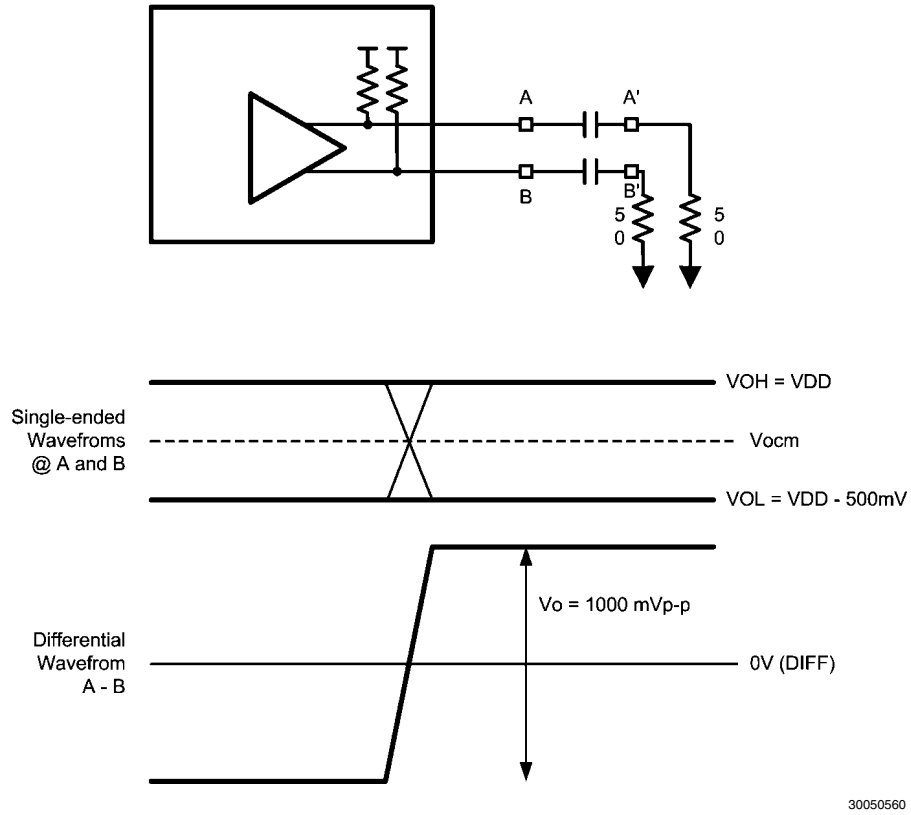 A
A'
B
B'
5
0
5
0
VOH = VDD
Single-ended
Wavefroms
@ A and B
Vocm
VOL = VDD - 500mV
Vo = 1000 mVp-p
Differential
Wavefrom
A - B
0V (DIFF)
30050560